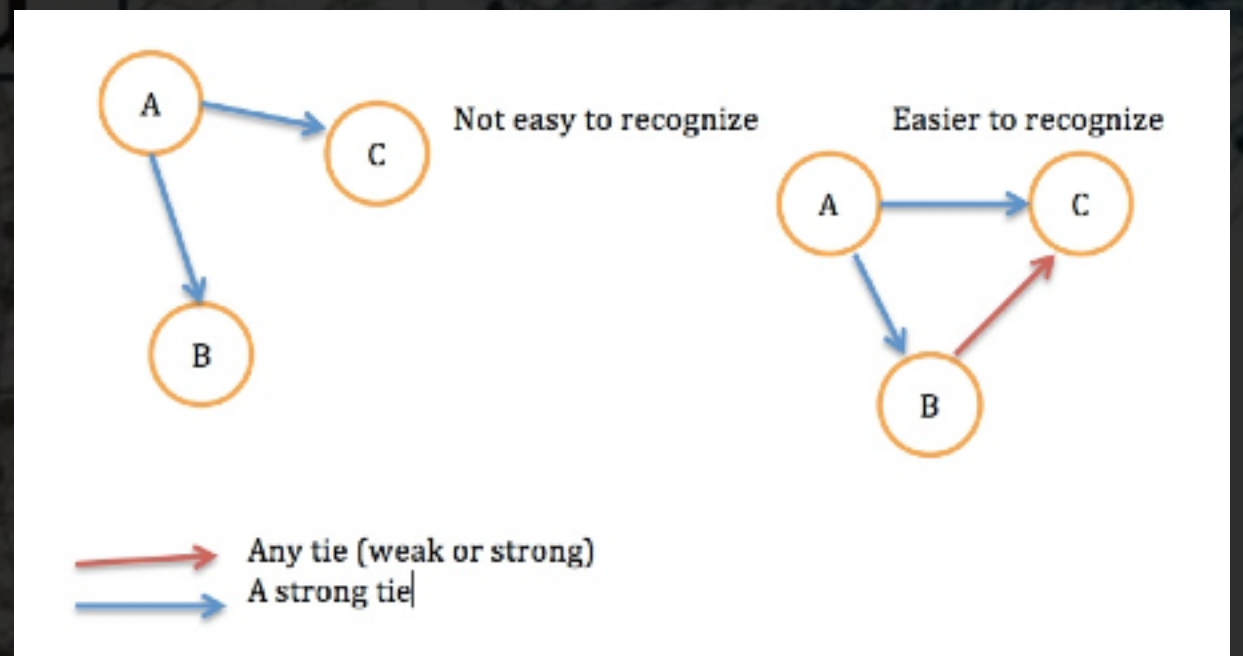 A
C
B
Not easy to recognize
Easier to recognize
A
C
B
Any tie (weak or strong)
A strong tie